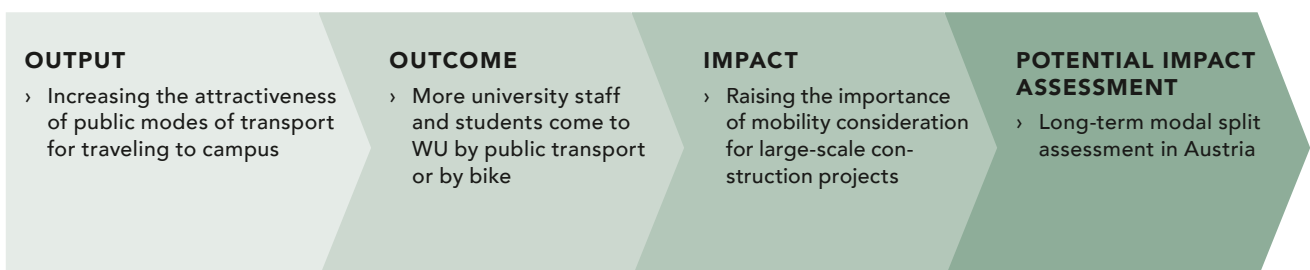 OUTPUT
› Increasing the attractiveness
of public modes of transport
for traveling to campus
OUTCOME
› More university staff
and students come to
WU by public transport
or by bike
IMPACT
› Raising the importance
of mobility consideration
for large-scale con-
struction projects
POTENTIAL IMPACT
ASSESSMENT
› Long-term modal split
assessment in Austria